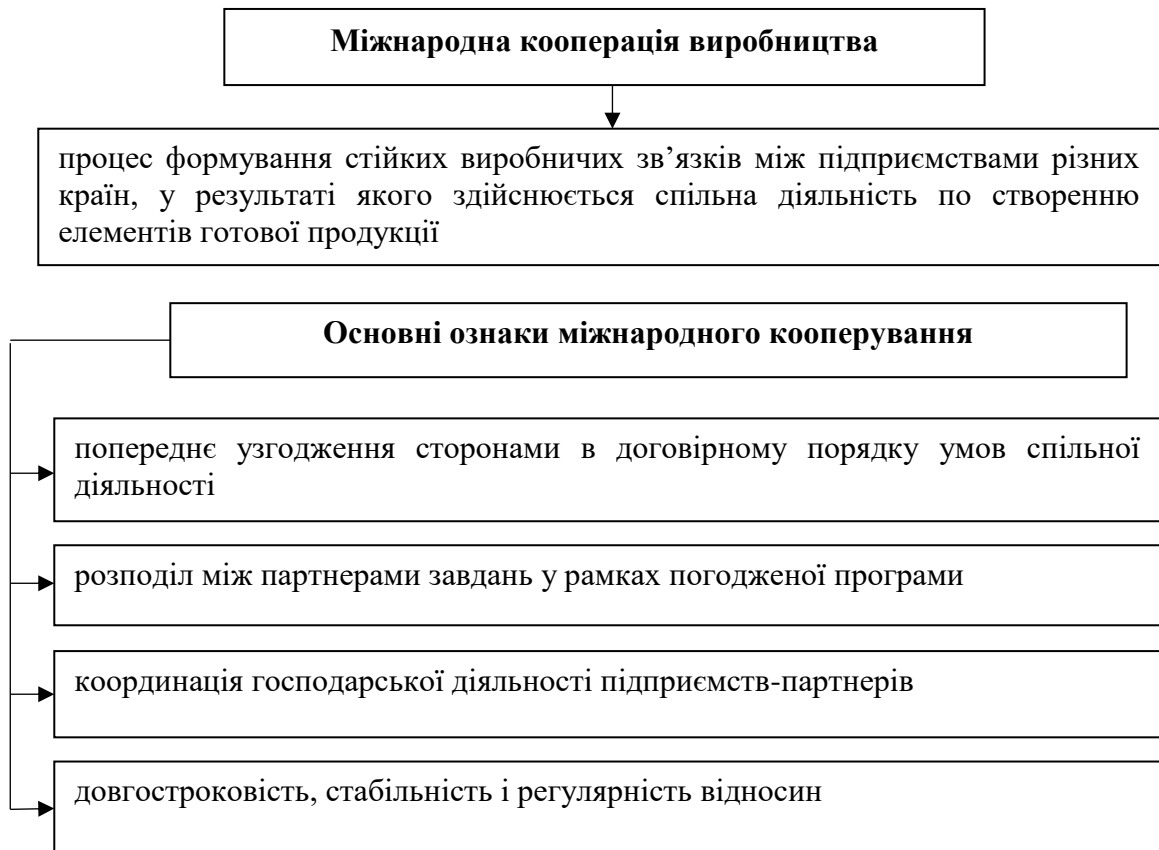 Міжнародна кооперація виробництва
процес формування стійких виробничих зв’язків між підприємствами різних
країн, у результаті якого здійснюється спільна діяльність по створенню
елементів готової продукції
Основні ознаки міжнародного кооперування
попереднє узгодження сторонами в договірному порядку умов спільної
діяльності
розподіл між партнерами завдань у рамках погодженої програми
координація господарської діяльності підприємств-партнерів
довгостроковість, стабільність і регулярність відносин